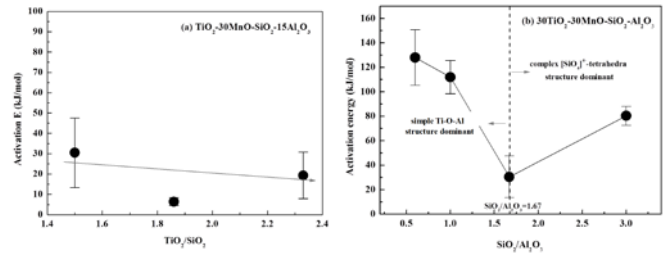 (a) TiO₂-30MnO-SiO₂-15Al₂O₃
Activation E (kJ/mol)
100
90
80
70
60
50
40
30
20
10
0
1.4 1.6 1.8 2.0 2.2 2.4
TiO₂/SiO₂
(b) 30TiO₂-30MnO-SiO₂-Al₂O₃
Activation energy (kJ/mol)
180
160
140
120
100
80
60
40
20
0
complex [SiO₄]⁴⁻-tetrahedra
structure dominant
simple Ti-O-Al
structure dominant
SiO₂/Al₂O₃=1.67
0.5 1.0 1.5 2.0 2.5 3.0
SiO₂/Al₂O₃